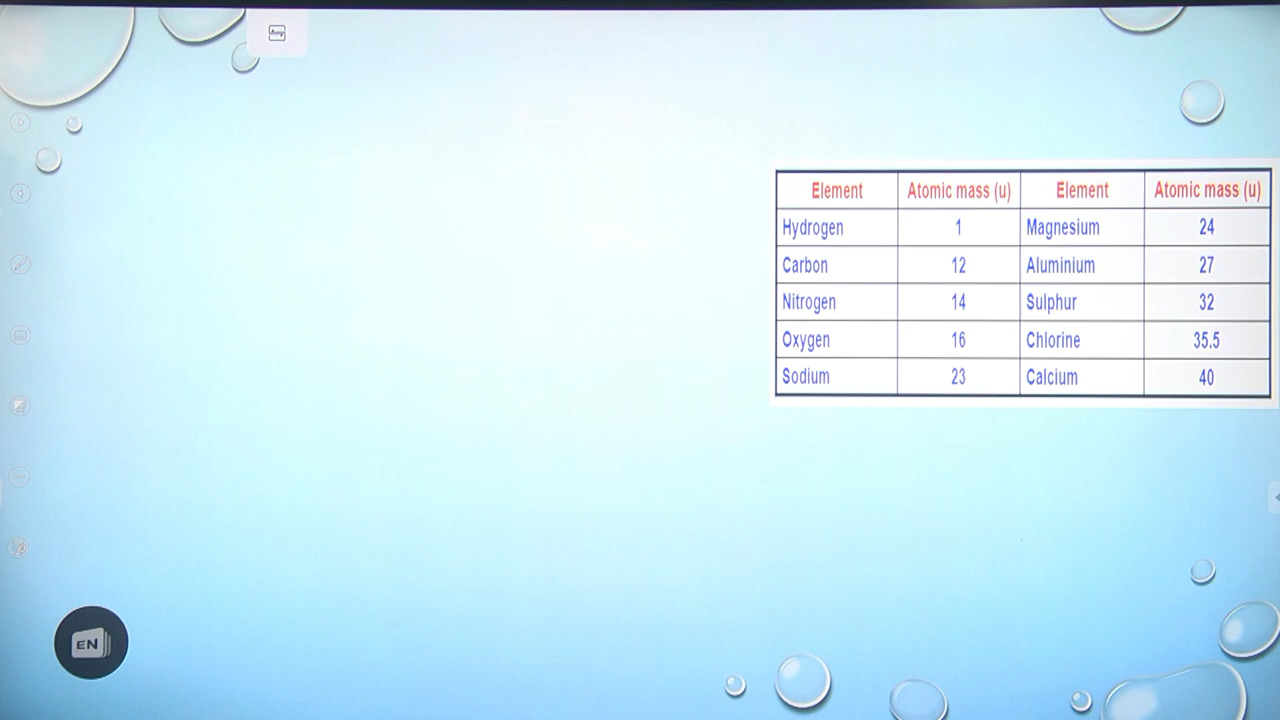 Element Atomic mass (u) Element Atomic mass (u)
Hydrogen 1 Magnesium 24
Carbon 12 Aluminium 27
Nitrogen 14 Sulphur 32
Oxygen 16 Chlorine 35.5
Sodium 23 Calcium 40
EN